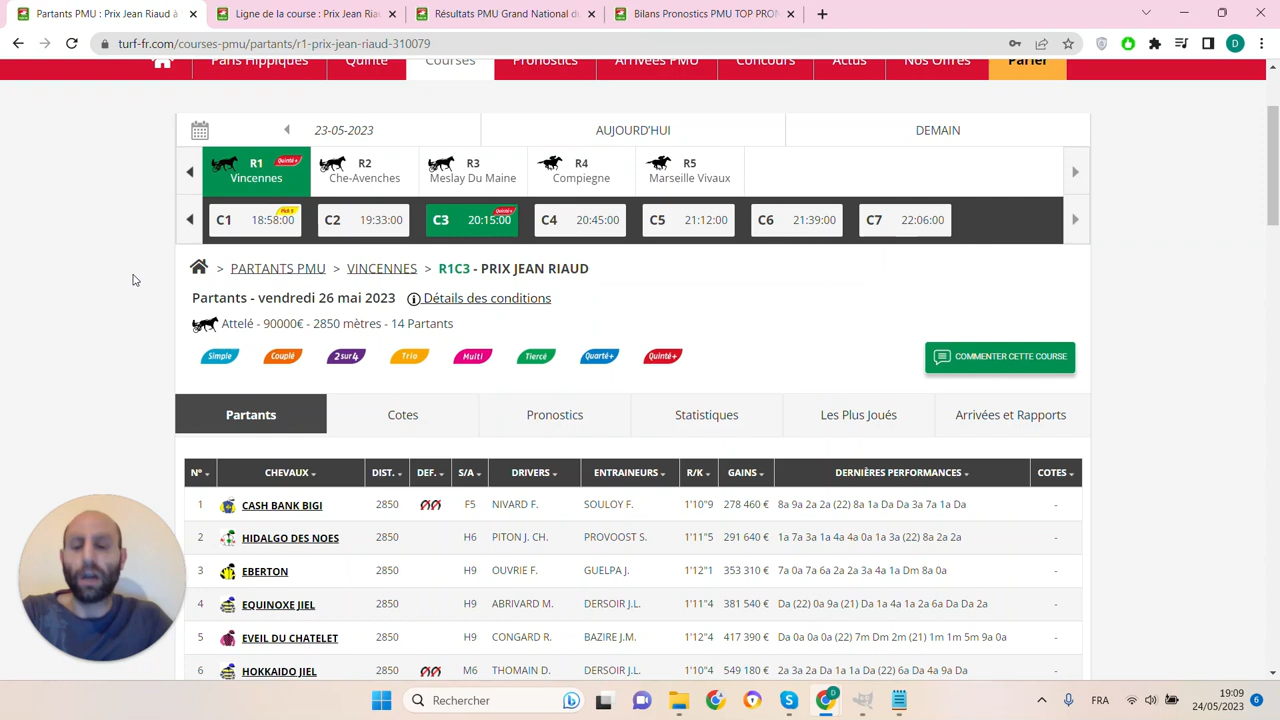 Partants PMU : Prix Jean Riaud à
Ligne de la course : Prix Jean Ria
Résultats PMU Grand National du
Bilans Pronostics PMU TOP PRO
turf-fr.com/courses-pmu/partants/r1-prix-jean-riaud-310079
D
Paris Hippiques Quinté Courses Pronostics Arrivées PMU Concours Actus Nos Offres Parier
23-05-2023 AUJOURD'HUI DEMAIN
R1 Quinté+ R2 R3 R4 R5
Vincennes Che-Avenches Meslay Du Maine Compiegne Marseille Vivaux
C1 18:58:00 Pick 5 C2 19:33:00 C3 20:15:00 Quinté+ C4 20:45:00 C5 21:12:00 C6 21:39:00 C7 22:06:00
> PARTANTS PMU > VINCENNES > R1C3 - PRIX JEAN RIAUD
Partants - vendredi 26 mai 2023 Détails des conditions
Attelé - 90000€ - 2850 mètres - 14 Partants
Simple Couplé 2sur4 Trio Multi Tiercé Quarté+ Quinté+
COMMENTER CETTE COURSE
Partants Cotes Pronostics Statistiques Les Plus Joués Arrivées et Rapports
N° CHEVAUX DIST. DEF. S/A DRIVERS ENTRAINEURS R/K GAINS DERNIÈRES PERFORMANCES COTES
1 CASH BANK BIGI 2850 F5 NIVARD F. SOULOY F. 1'10"9 278 460 € 8a 9a 2a 2a (22) 8a 1a Da Da 3a 7a 1a Da -
2 HIDALGO DES NOES 2850 H6 PITON J. CH. PROVOOST S. 1'11"5 291 640 € 1a 7a 3a 1a 4a 4a 0a 1a 3a (22) 8a 2a 2a -
3 EBERTON 2850 H9 OUVRIE F. GUELPA J. 1'12"1 353 310 € 7a 0a 7a 6a 2a 2a 3a 4a 1a Dm 8a 0a -
4 EQUINOXE JIEL 2850 H9 ABRIVARD M. DERSOIR J.L. 1'11"4 381 540 € Da (22) 0a 9a (21) Da 1a 4a 1a 2a 6a Da Da 2a -
5 EVEIL DU CHATELET 2850 H9 CONGARD R. BAZIRE J.M. 1'12"4 417 390 € Da 0a 0a 0a (22) 7m Dm 2m (21) 1m 1m 5m 9a 0a -
6 HOKKAIDO JIEL 2850 M6 THOMAIN D. DERSOIR J.L. 1'10"4 549 180 € 2a 3a 2a Da 1a 1a Da (22) 6a Da 4a 9a Da -
Rechercher
FRA
19:09
24/05/2023
6